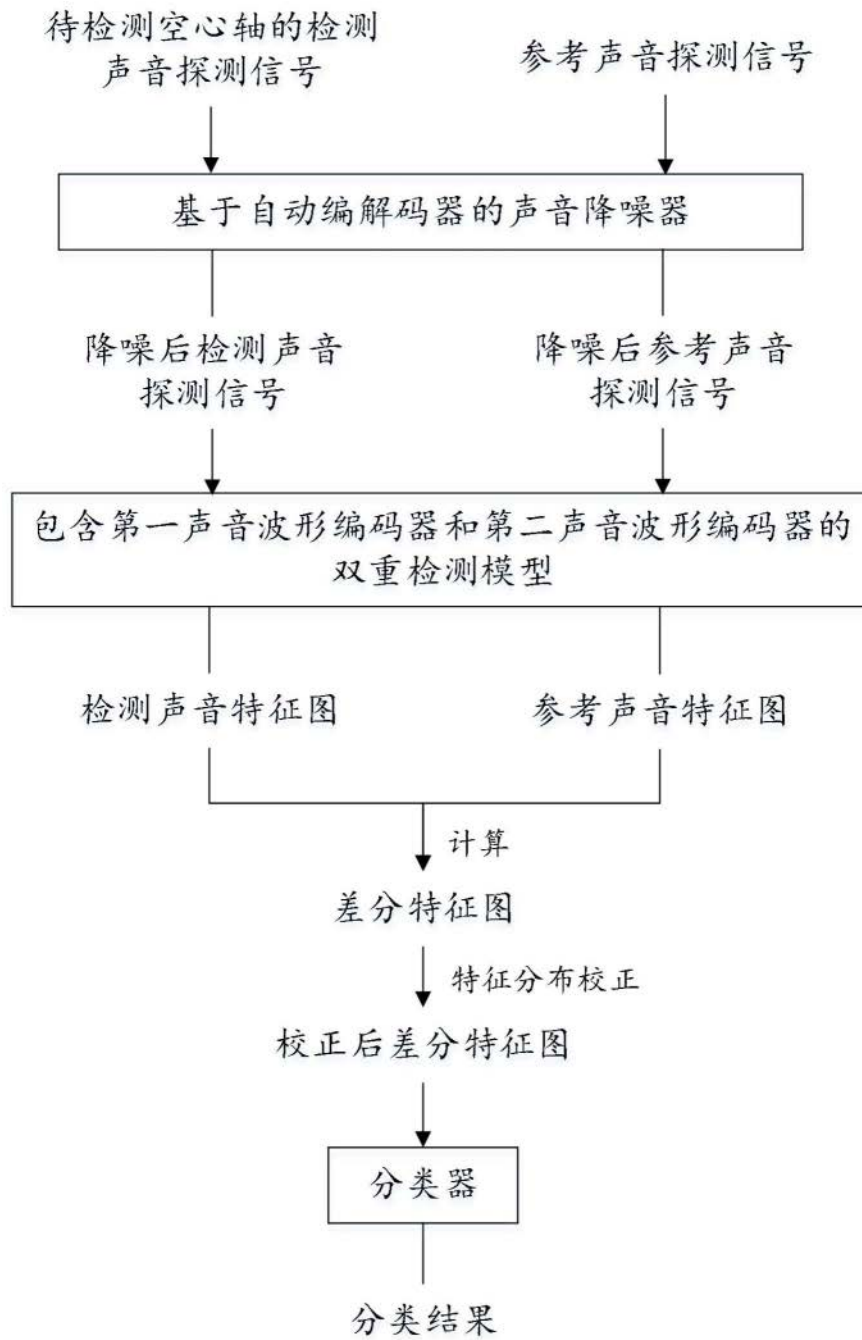 待检测空心轴的检测
声音探测信号
参考声音探测信号
基于自动编解码器的声音降噪器
降噪后检测声音
探测信号
降噪后参考声音
探测信号
包含第一声音波形编码器和第二声音波形编码器的
双重检测模型
检测声音特征图
参考声音特征图
计算
差分特征图
特征分布校正
校正后差分特征图
分类器
分类结果